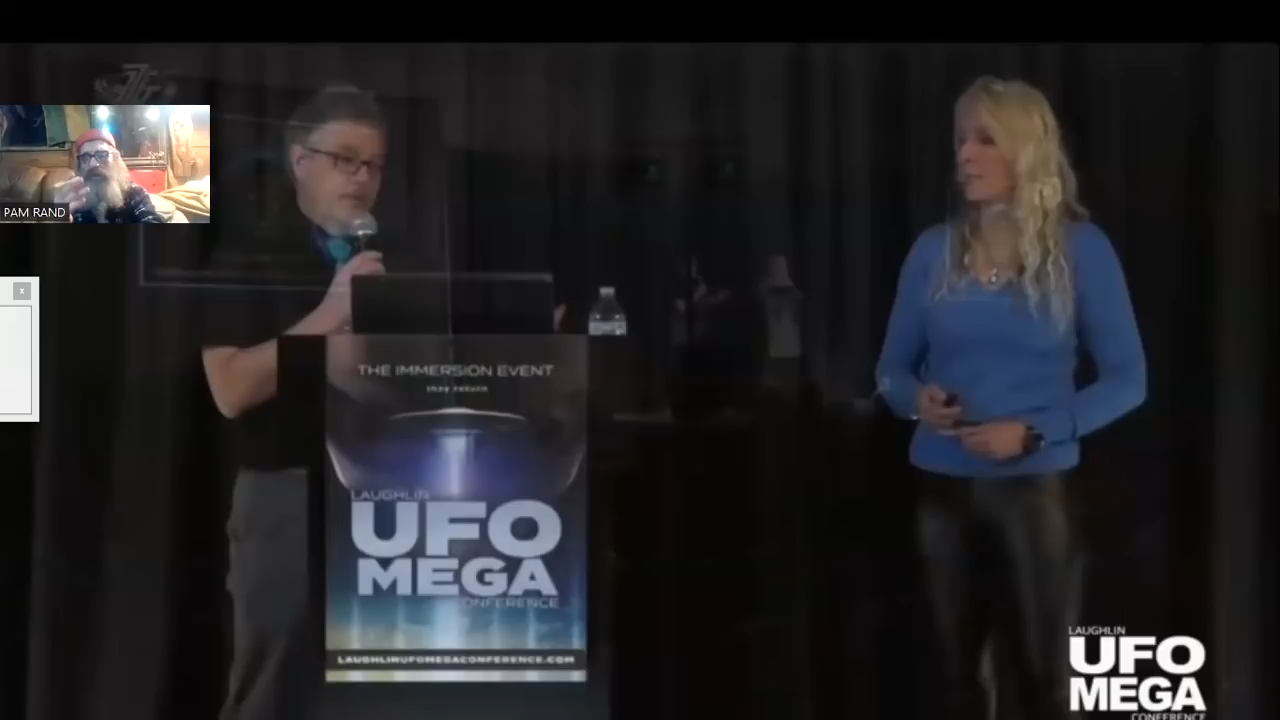 PAM RAND
x
THE IMMERSION EVENT
they return
LAUGHLIN
UFO
MEGA
CONFERENCE
LAUGHLINUFOMEGACONFERENCE.COM
LAUGHLIN
UFO
MEGA
CONFERENCE